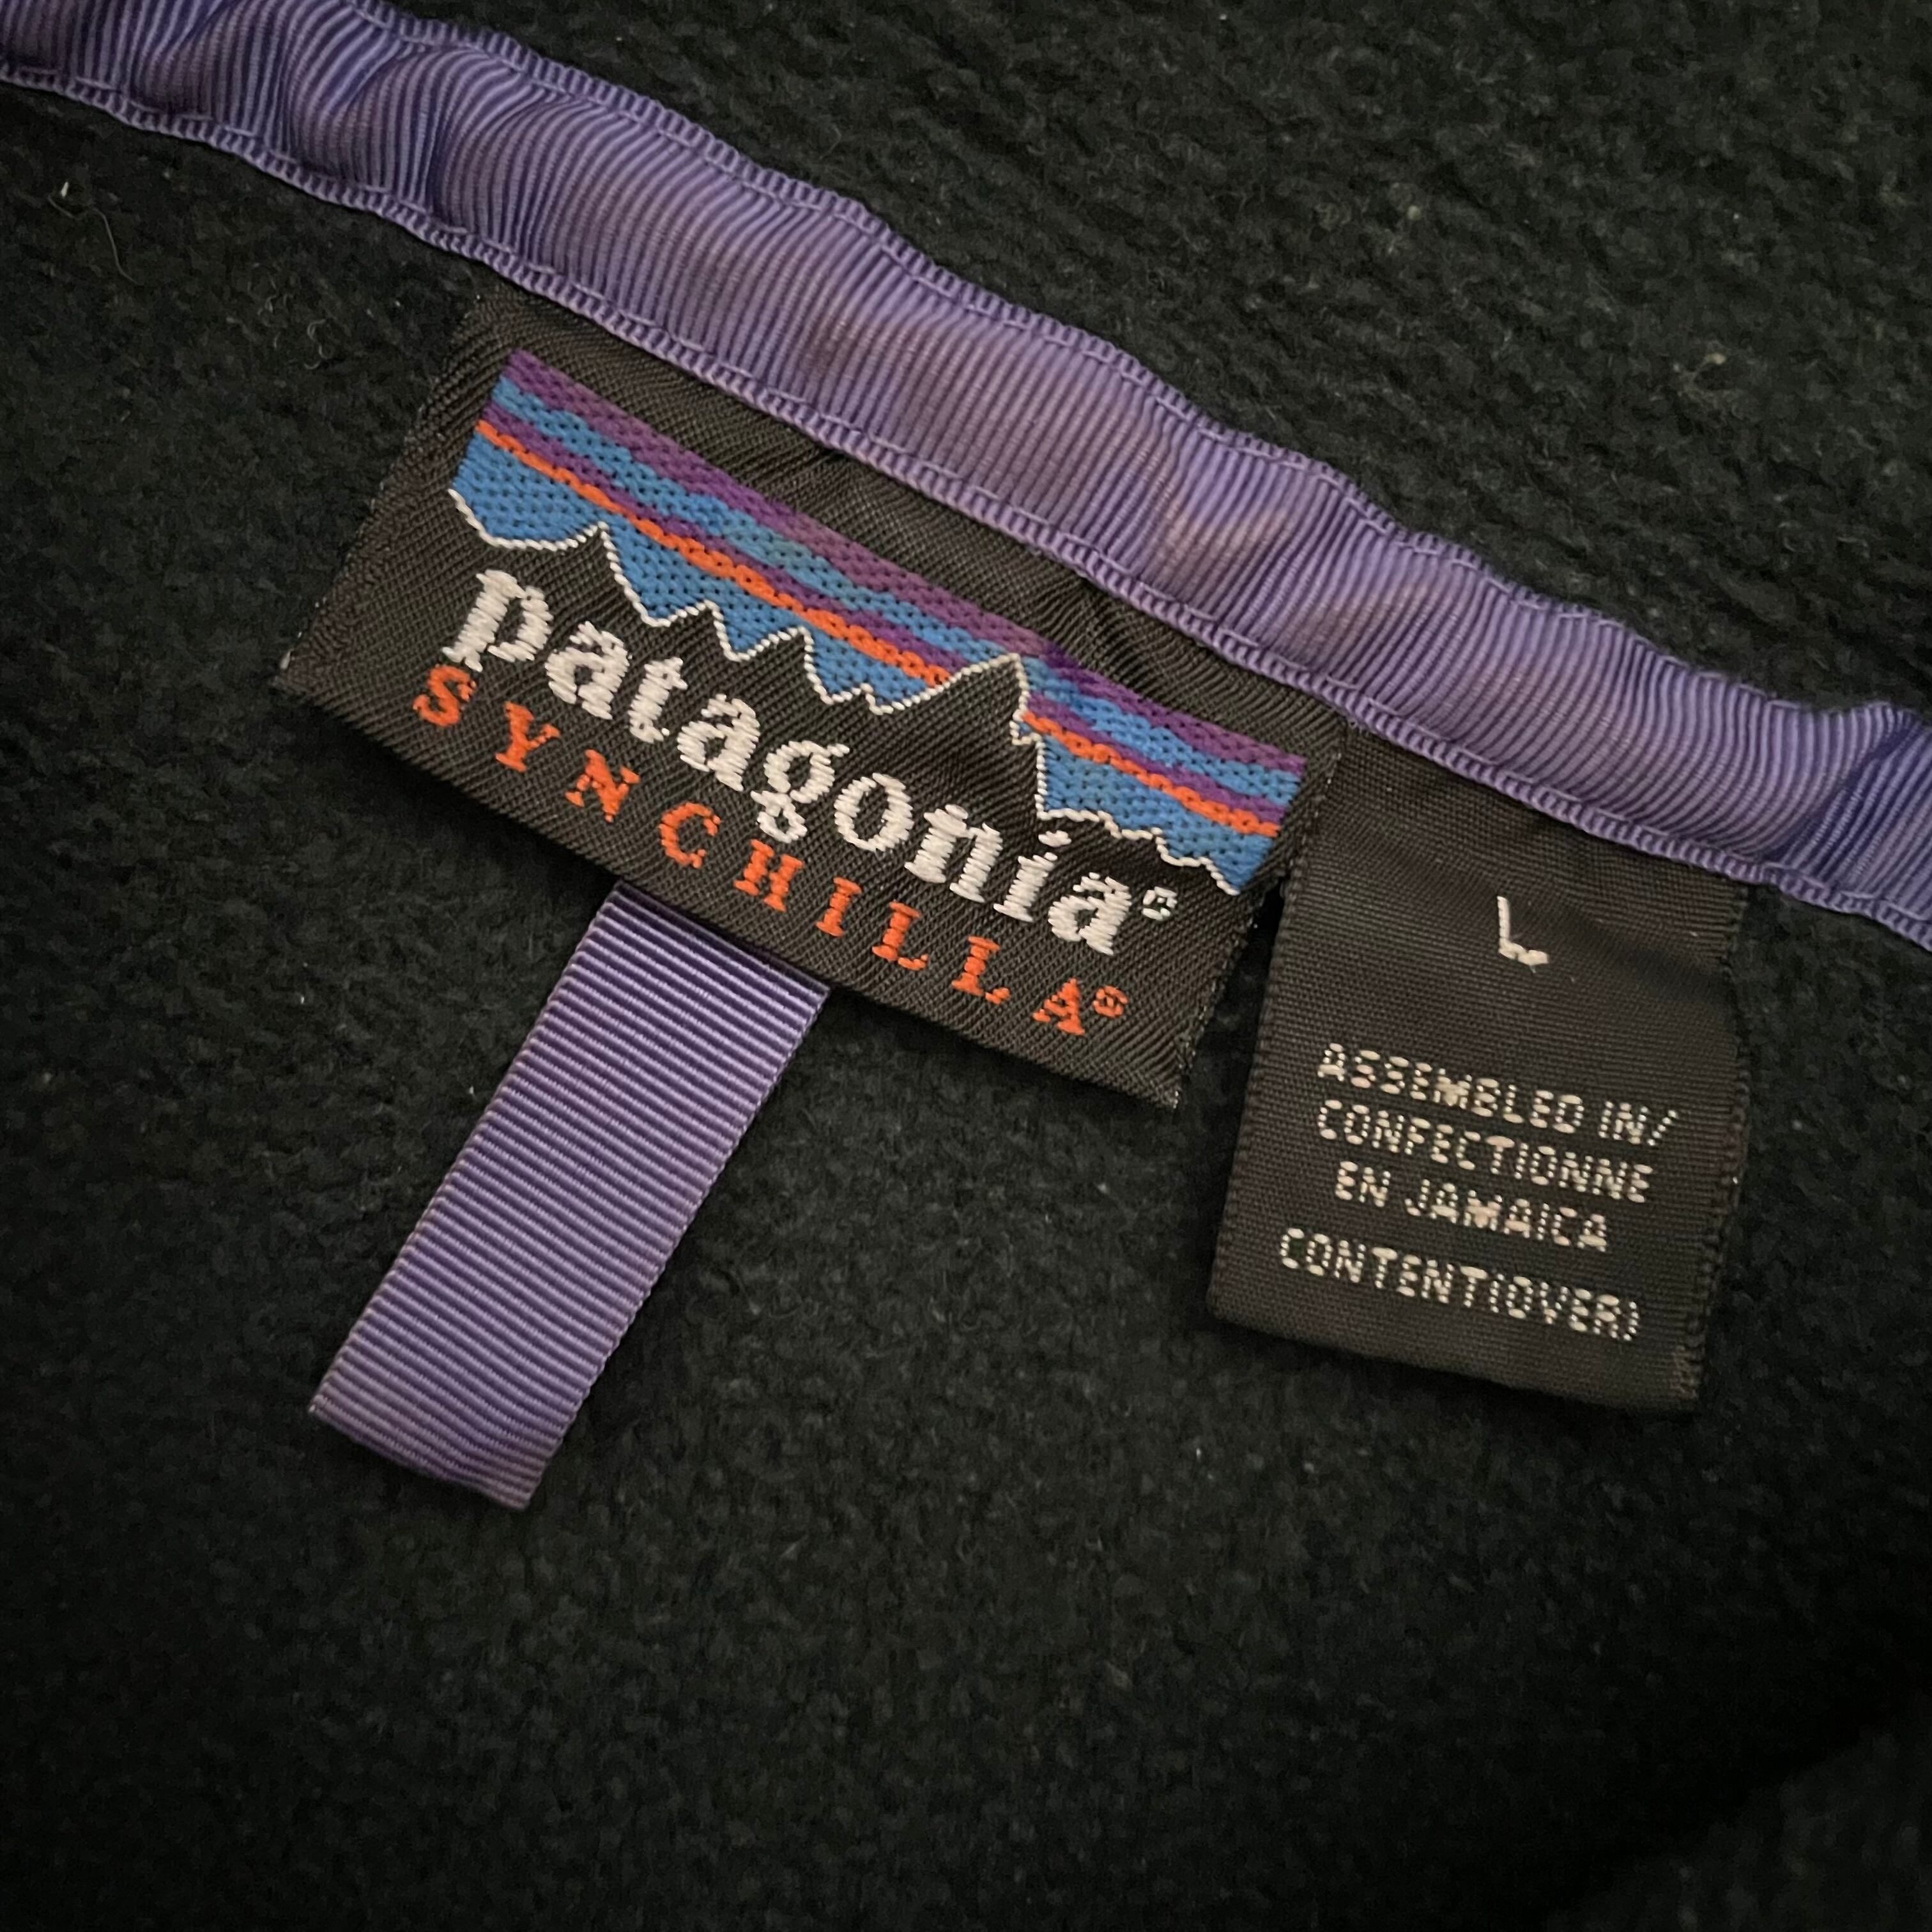 patagonia®
SYNCHILLA®
L
ASSEMBLED IN/
CONFECTIONNE
EN JAMAICA
CONTENT(OVER)